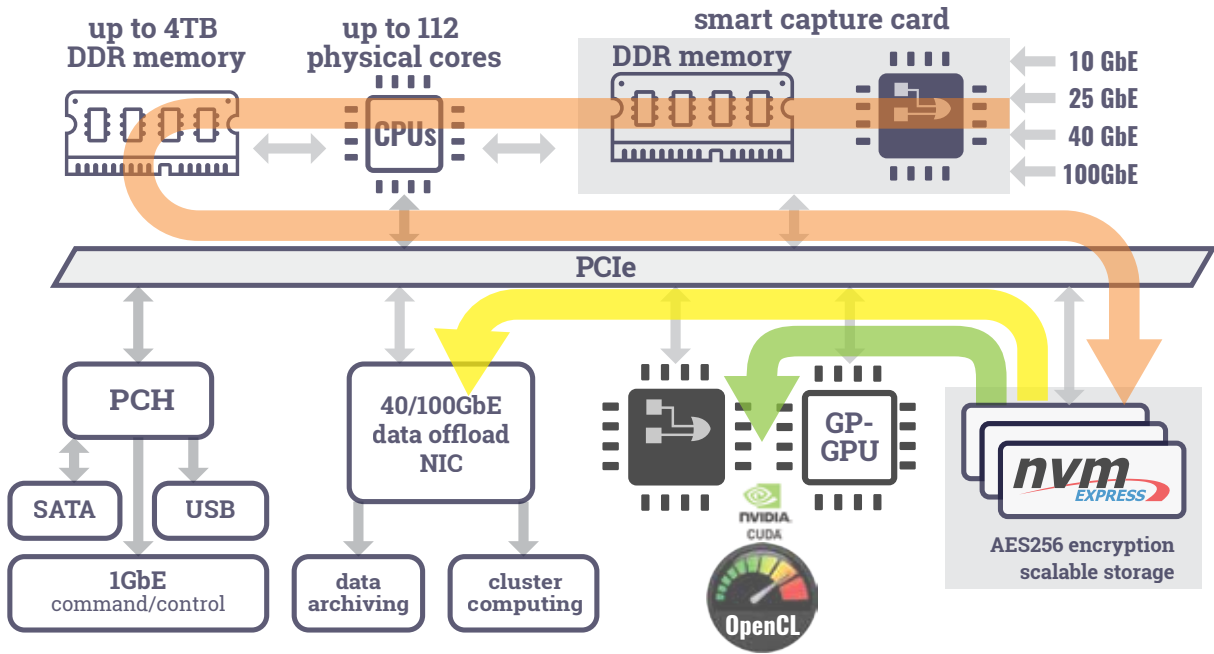 up to 4TB
DDR memory
up to 112
physical cores
smart capture card
DDR memory
CPUs
10 GbE
25 GbE
40 GbE
100GbE
PCIe
PCH
SATA
USB
1GbE
command/control
40/100GbE
data offload
NIC
data
archiving
cluster
computing
GP-
GPU
NVIDIA.
CUDA
OpenCL
nvm
EXPRESS
AES256 encryption
scalable storage